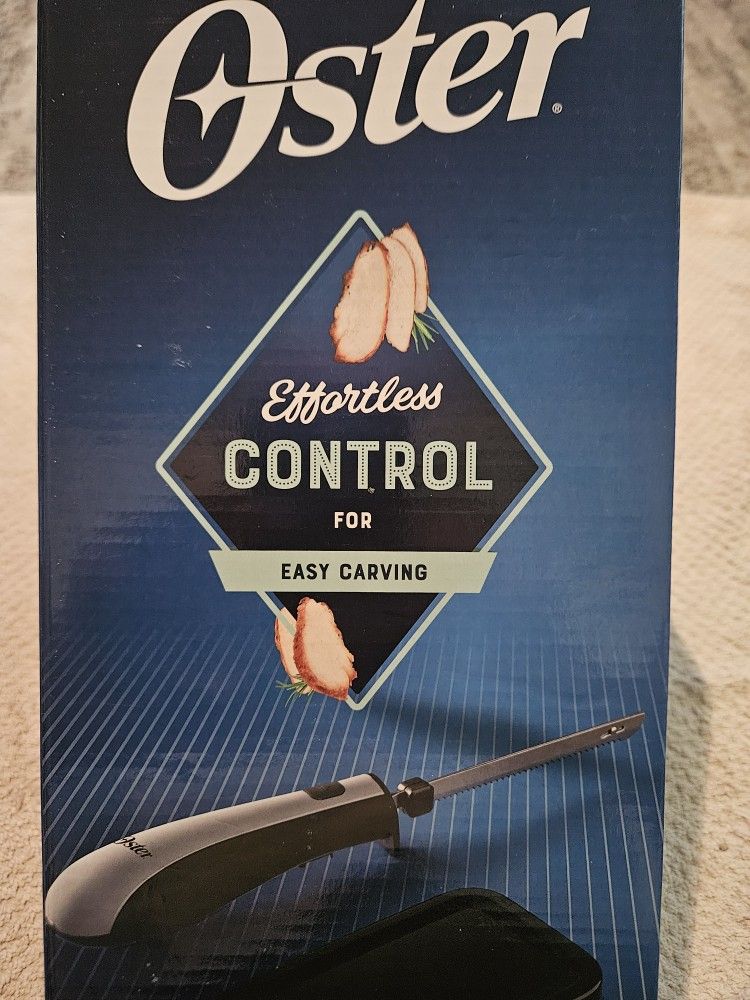 Oster®
Effortless
CONTROL
FOR
EASY CARVING
Oster